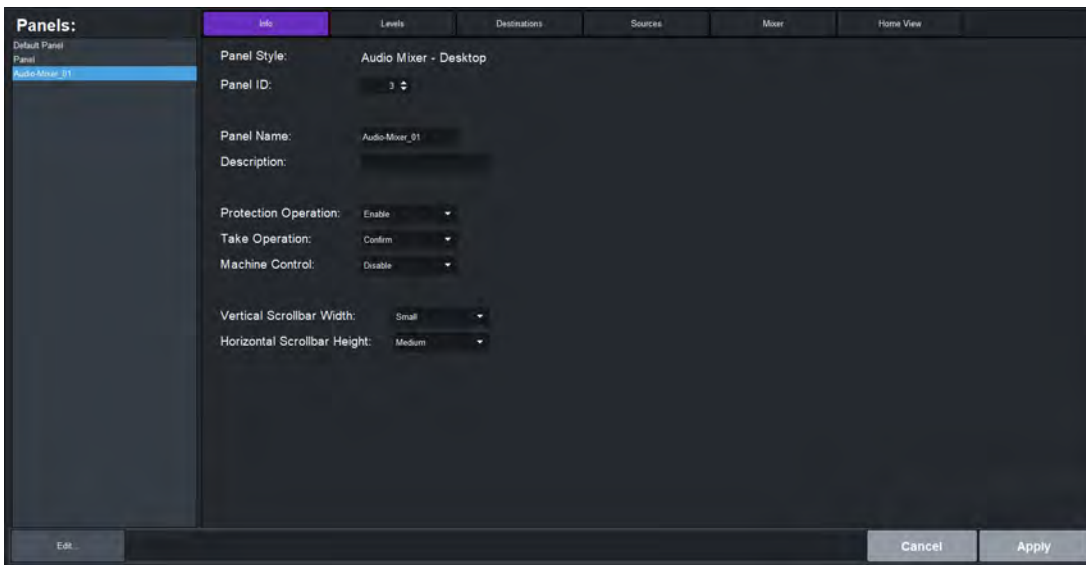 Panels:
Default Panel
Panel
Audio-Mixer_01
Info
Levels
Destinations
Sources
Mixer
Home View
Panel Style: Audio Mixer - Desktop
Panel ID: 3
Panel Name: Audio-Mixer_01
Description:
Protection Operation: Enable
Take Operation: Confirm
Machine Control: Disable
Vertical Scrollbar Width: Small
Horizontal Scrollbar Height: Medium
Edit...
Cancel
Apply